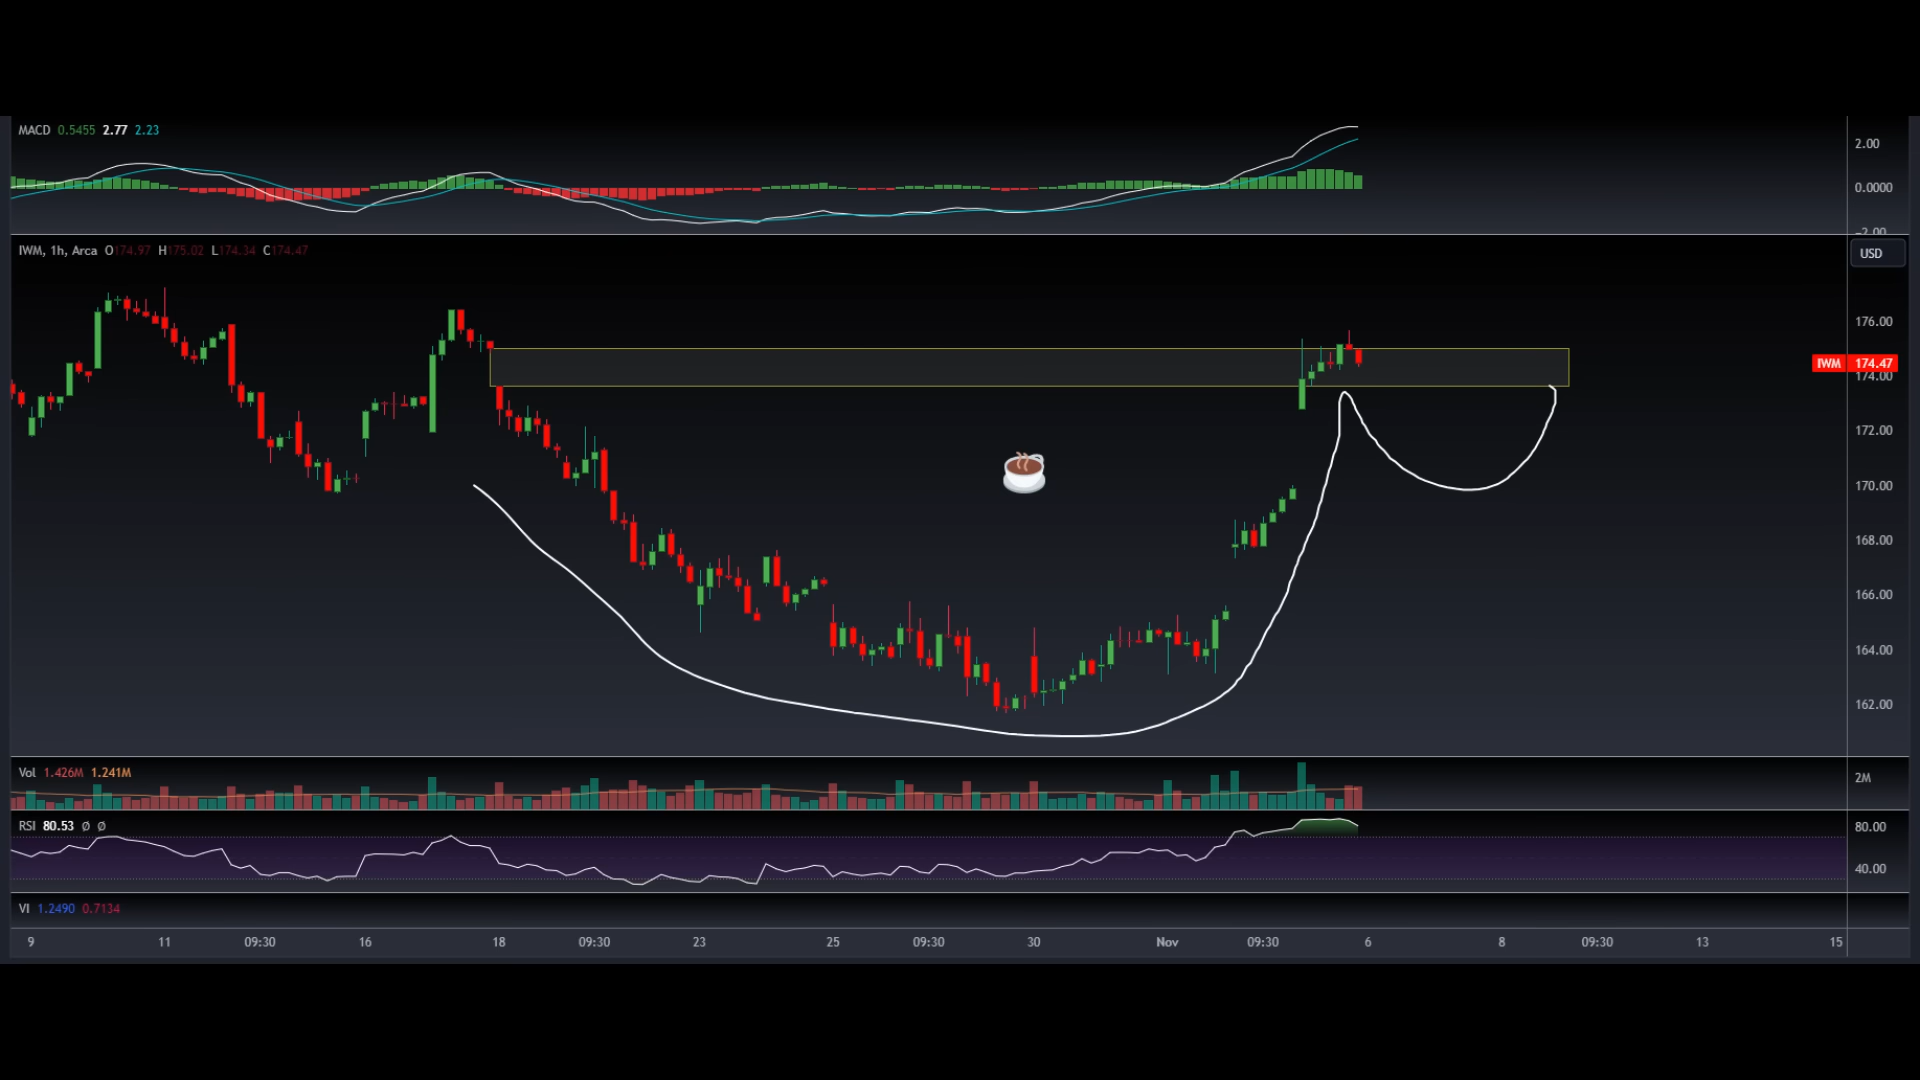 MACD 0.5455 2.77 2.23
2.00
0.0000
-2.00
IWM, 1h, Arca O174.97 H175.02 L174.34 C174.47
USD
176.00
IWM 174.47
174.00
172.00
170.00
168.00
166.00
164.00
162.00
Vol 1.426M 1.241M
2M
RSI 80.53 Ø Ø
80.00
40.00
VI 1.2490 0.7134
9 11 09:30 16 18 09:30 23 25 09:30 30 Nov 09:30 6 8 09:30 13 15